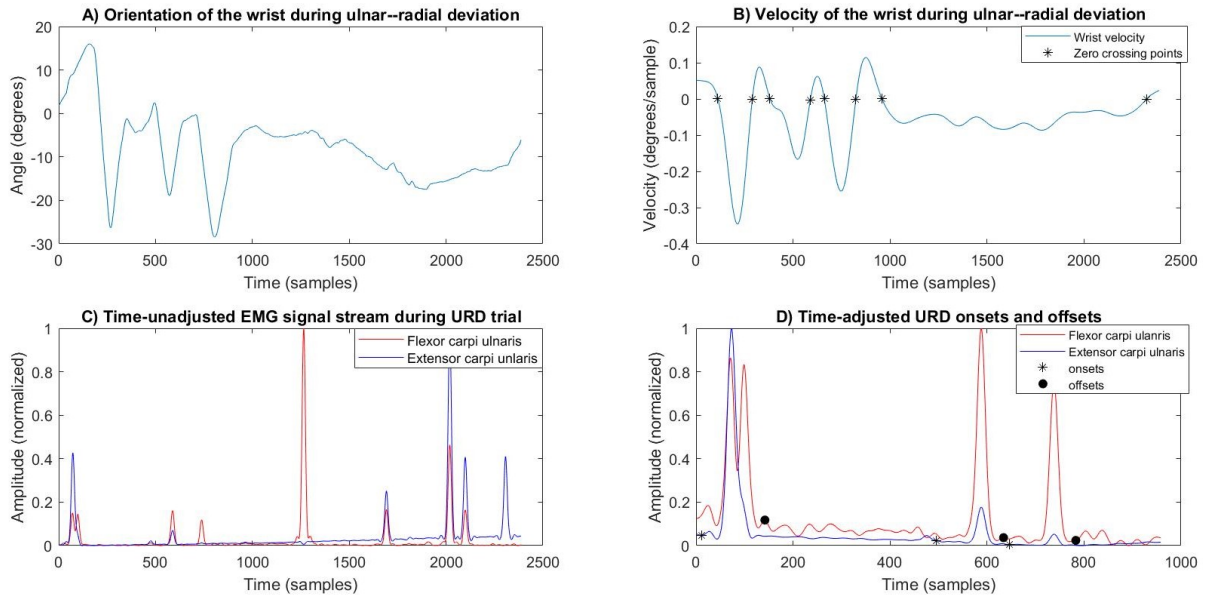 A) Orientation of the wrist during ulnar--radial deviation
20
10
0
-10
-20
-30
Angle (degrees)
0 500 1000 1500 2000 2500
Time (samples)
B) Velocity of the wrist during ulnar--radial deviation
Wrist velocity
Zero crossing points
0.2
0.1
0
-0.1
-0.2
-0.3
-0.4
Velocity (degrees/sample)
0 500 1000 1500 2000 2500
Time (samples)
C) Time-unadjusted EMG signal stream during URD trial
Flexor carpi ulnaris
Extensor carpi unlaris
1
0.8
0.6
0.4
0.2
0
Amplitude (normalized)
0 500 1000 1500 2000 2500
Time (samples)
D) Time-adjusted URD onsets and offsets
Flexor carpi ulanris
Extensor carpi ulnaris
onsets
offsets
1
0.8
0.6
0.4
0.2
0
Amplitude (normalized)
0 200 400 600 800 1000
Time (samples)